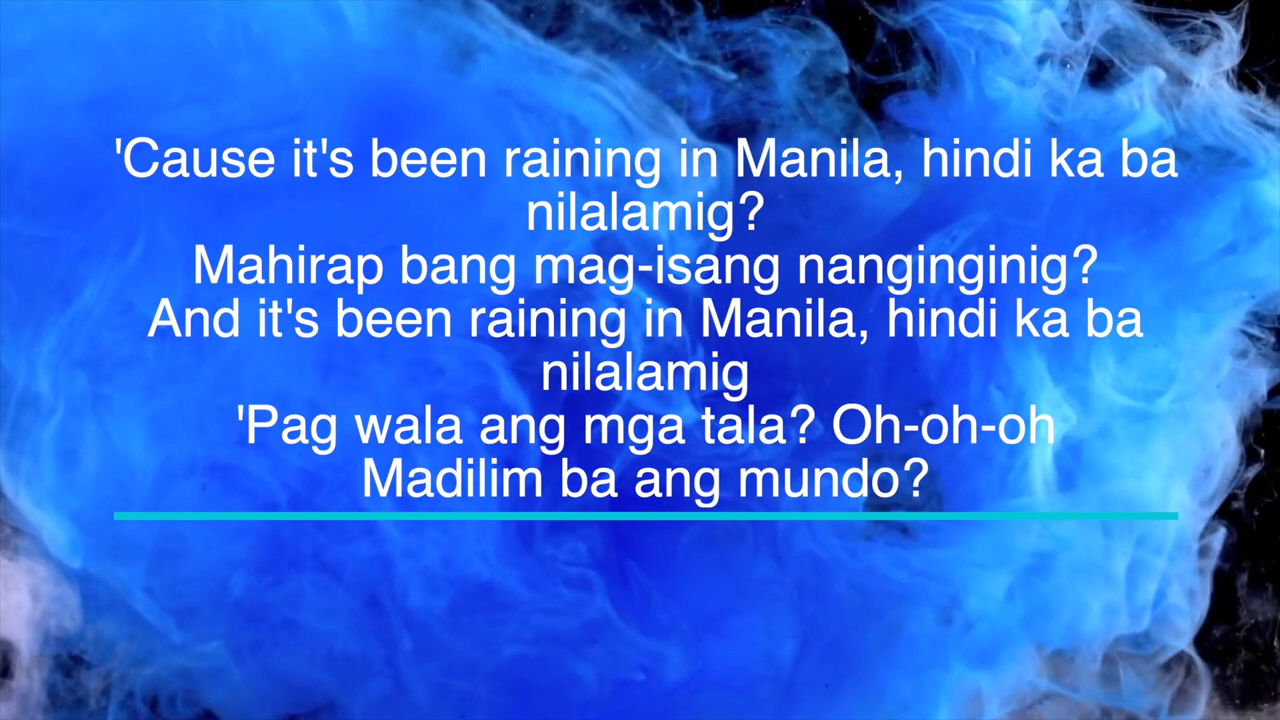 'Cause it's been raining in Manila, hindi ka ba
nilalamig?
Mahirap bang mag-isang nanginginig?
And it's been raining in Manila, hindi ka ba
nilalamig
'Pag wala ang mga tala? Oh-oh-oh
Madilim ba ang mundo?